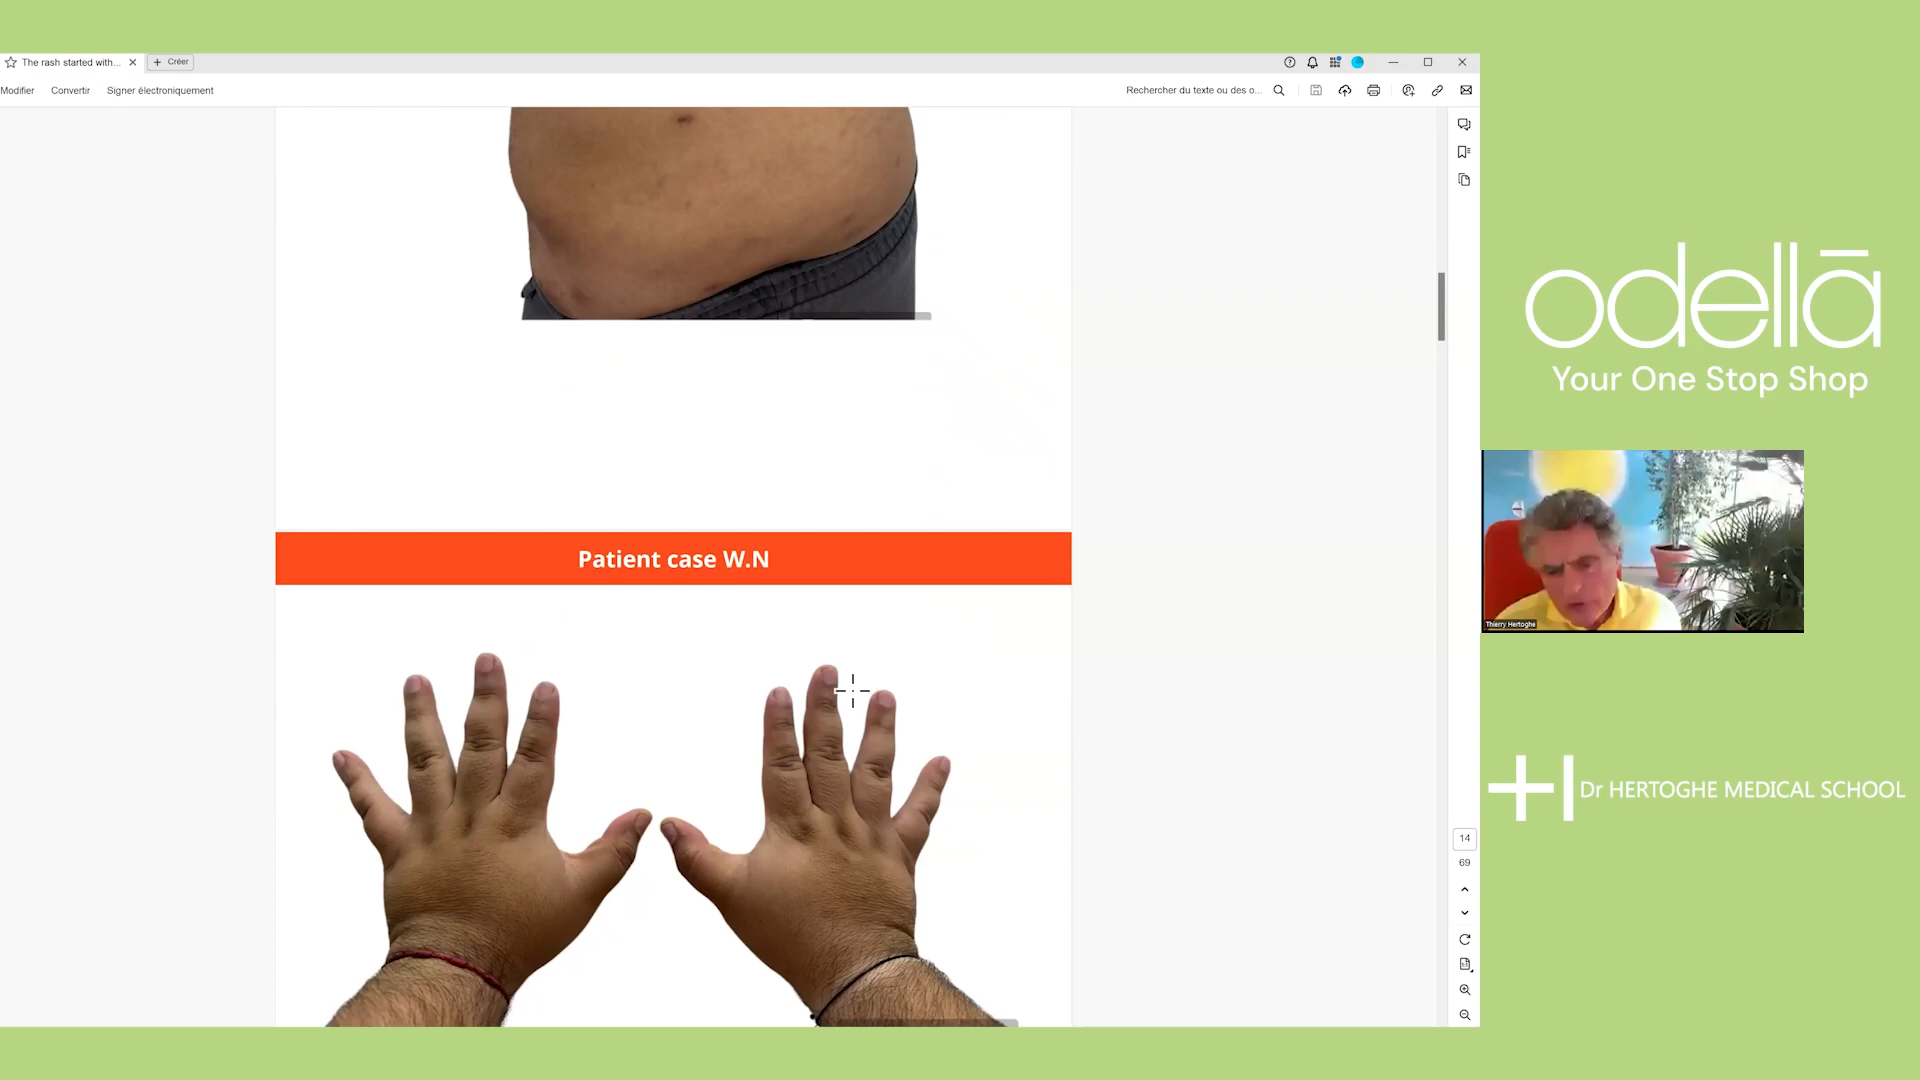 The rash started with...
Créer
Modifier
Convertir
Signer électroniquement
Rechercher du texte ou des o...
Patient case W.N
14
69
odellā
Your One Stop Shop
Thierry Hertoghe
Dr HERTOGHE MEDICAL SCHOOL